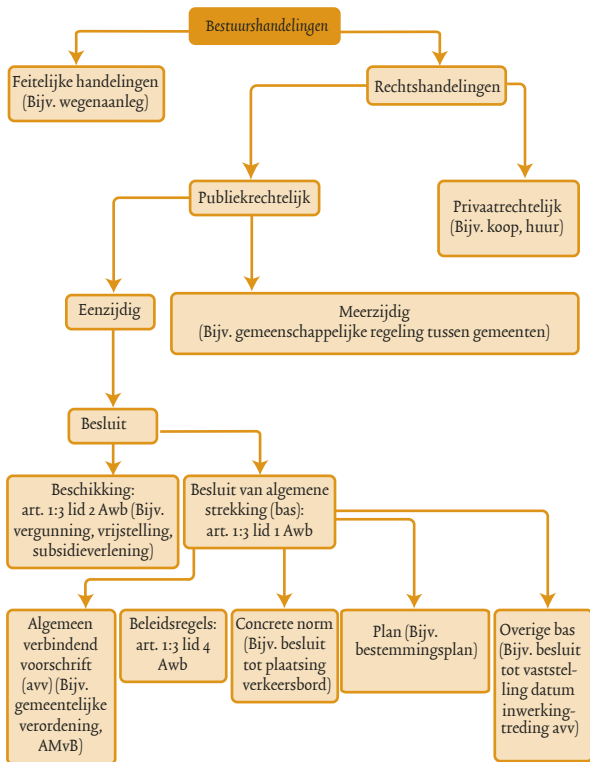 Bestuurshandelingen
Feitelijke handelingen
(Bijv. wegenaanleg)
Rechtshandelingen
Publiekrechtelijk
Privaatrechtelijk
(Bijv. koop, huur)
Eenzijdig
Meerzijdig
(Bijv. gemeenschappelijke regeling tussen gemeenten)
Besluit
Beschikking:
art. 1:3 lid 2 Awb (Bijv.
vergunning, vrijstelling,
subsidieverlening)
Besluit van algemene
strekking (bas):
art. 1:3 lid 1 Awb
Algemeen
verbindend
voorschrift
(avv) (Bijv.
gemeentelijke
verordening,
AMvB)
Beleidsregels:
art. 1:3 lid 4
Awb
Concrete norm
(Bijv. besluit
tot plaatsing
verkeersbord)
Plan (Bijv.
bestemmingsplan)
Overige bas
(Bijv. besluit
tot vaststel-
ling datum
inwerking-
treding avv)